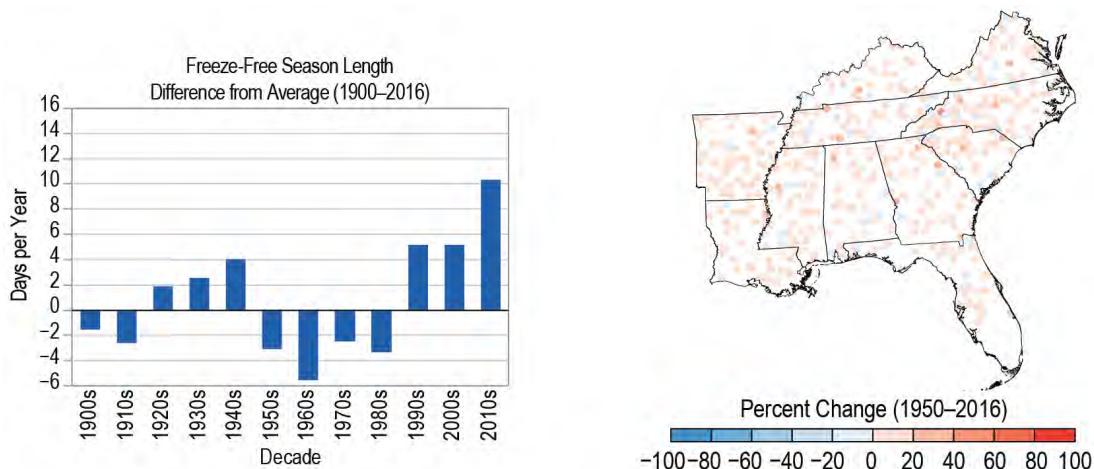 Freeze-Free Season Length
Difference from Average (1900–2016)
Days per Year
16
14
12
10
8
6
4
2
0
−2
−4
−6
1900s
1910s
1920s
1930s
1940s
1950s
1960s
1970s
1980s
1990s
2000s
2010s
Decade
Percent Change (1950–2016)
−100 −80 −60 −40 −20 0 20 40 60 80 100